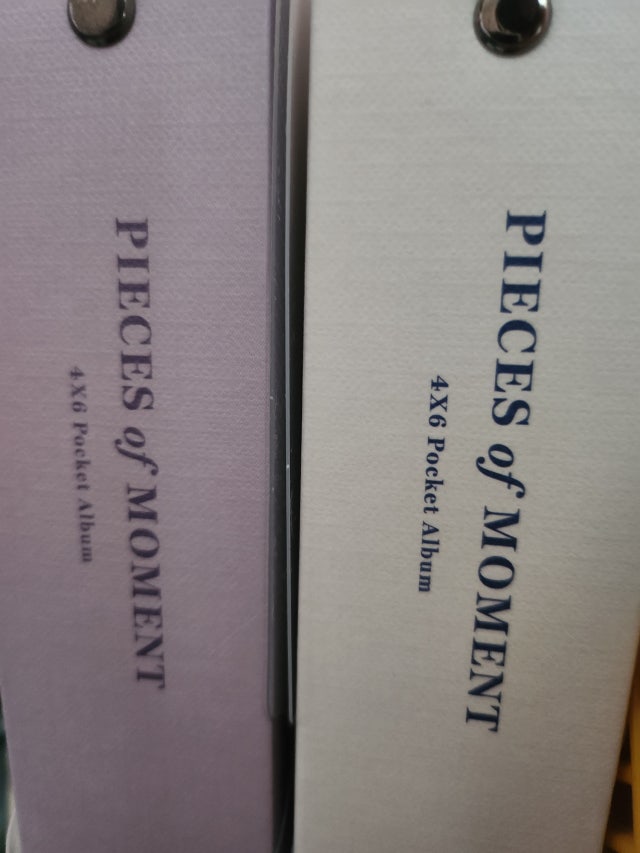 PIECES of MOMENT
4X6 Pocket Album
PIECES of MOMENT
4X6 Pocket Album